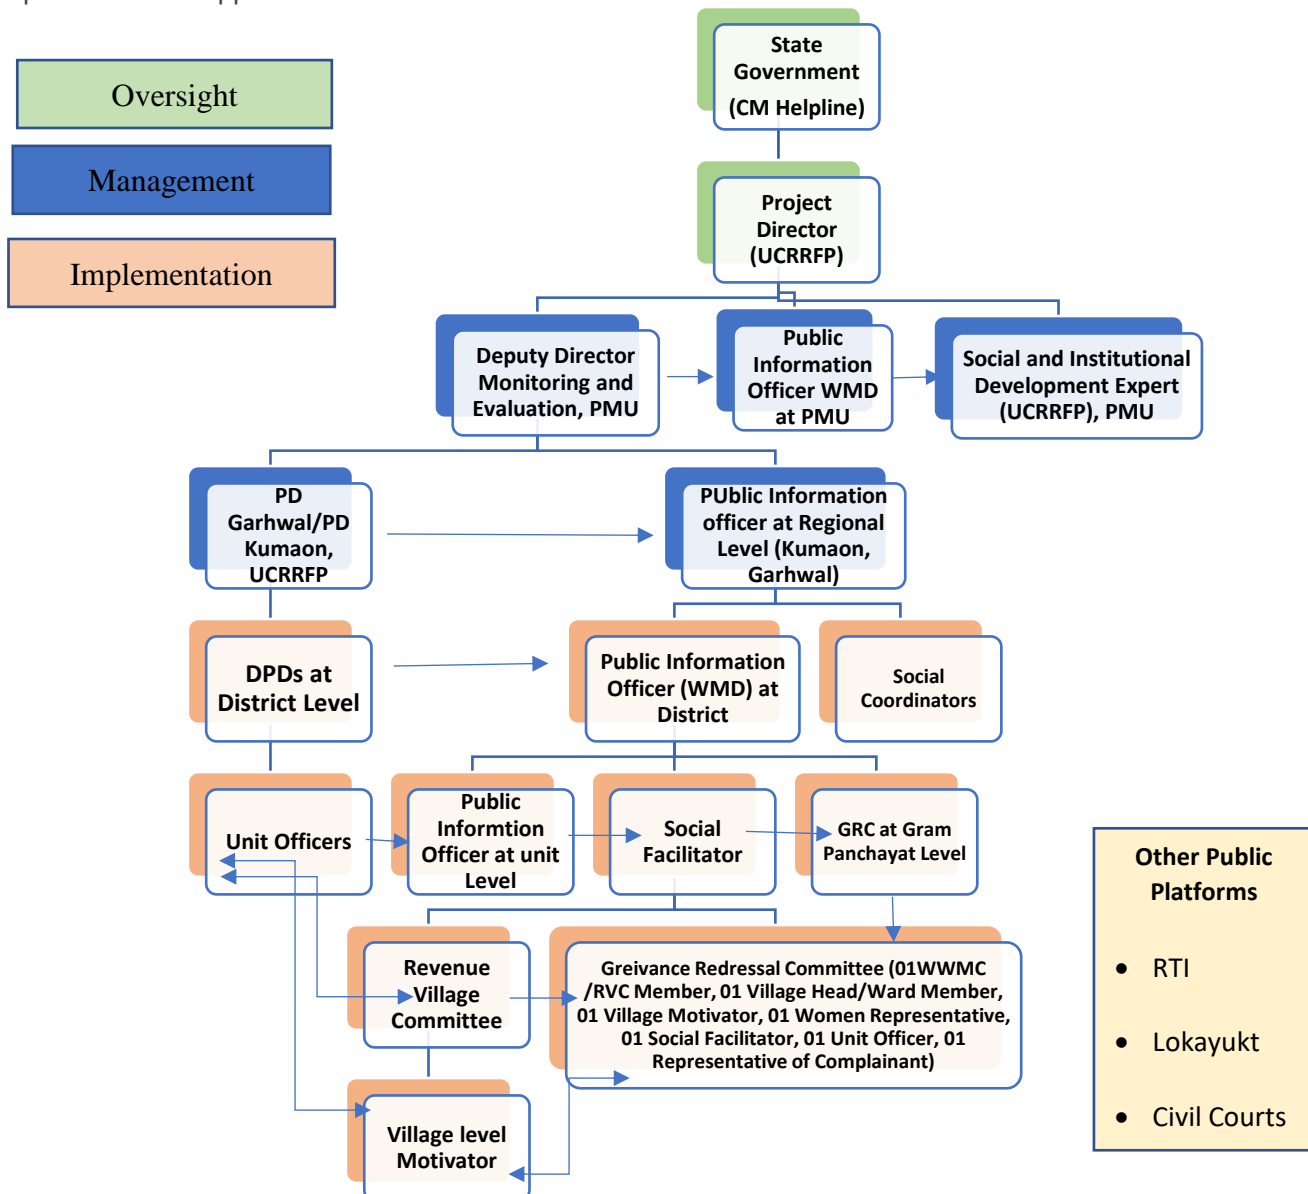 Oversight
Management
Implementation
State
Government
(CM Helpline)
Project
Director
(UCRRFP)
Deputy Director
Monitoring and
Evaluation, PMU
Public
Information
Officer WMD
at PMU
Social and Institutional
Development Expert
(UCRRFP), PMU
PD
Garhwal/PD
Kumaon,
UCRRFP
PUblic Information
officer at Regional
Level (Kumaon,
Garhwal)
DPDs at
District Level
Public Information
Officer (WMD) at
District
Social
Coordinators
Unit Officers
Public
Informtion
Officer at unit
Level
Social
Facilitator
GRC at Gram
Panchayat Level
Revenue
Village
Committee
Greivance Redressal Committee (01WWMC
/RVC Member, 01 Village Head/Ward Member,
01 Village Motivator, 01 Women Representative,
01 Social Facilitator, 01 Unit Officer, 01
Representative of Complainant)
Village level
Motivator
Other Public
Platforms
• RTI
• Lokayukt
• Civil Courts